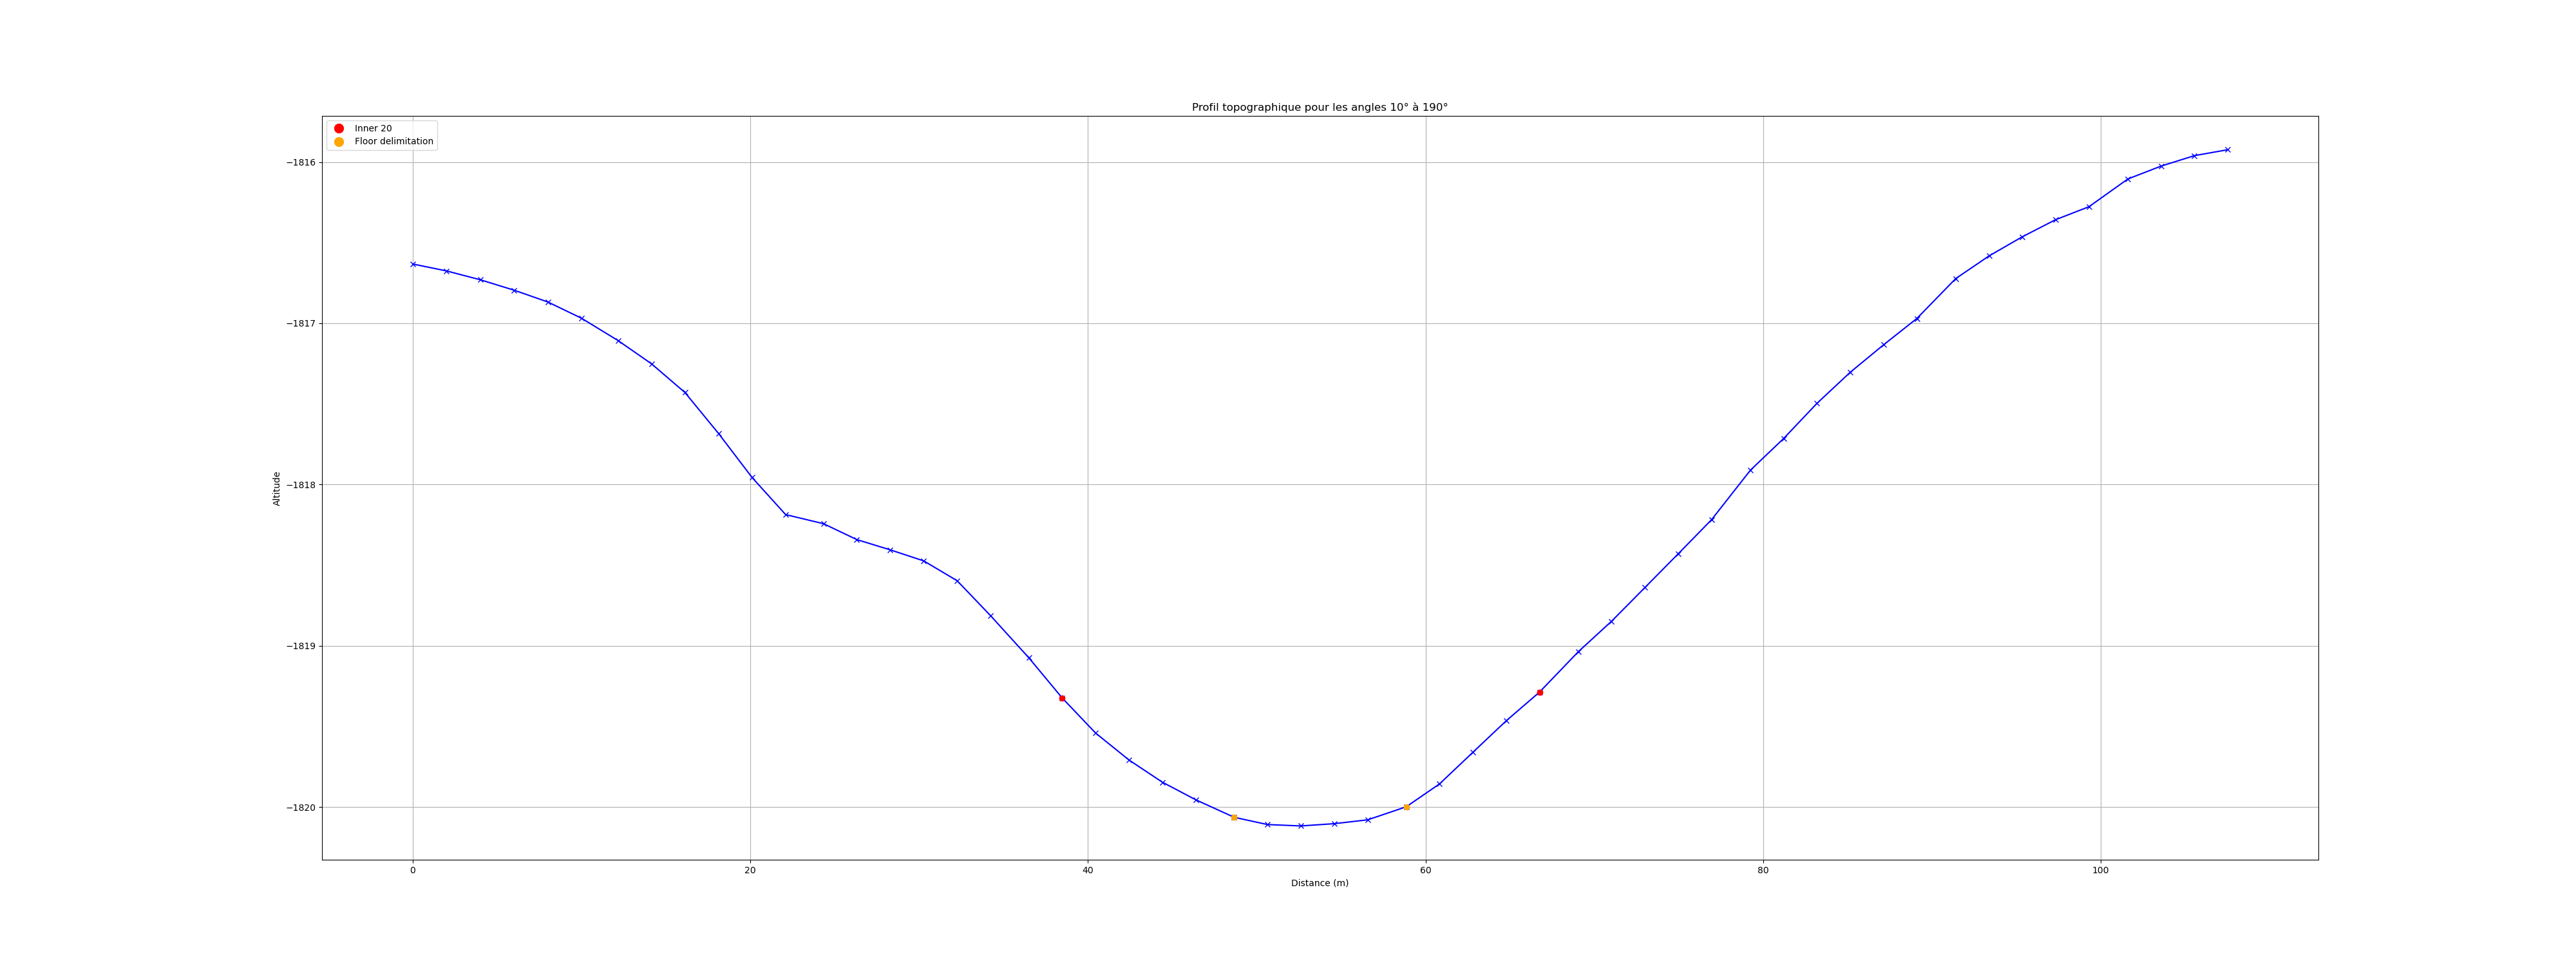 Profil topographique pour les angles 10° à 190°
Inner 20
Floor delimitation
−1816
−1817
−1818
−1819
−1820
Altitude
0 20 40 60 80 100
Distance (m)